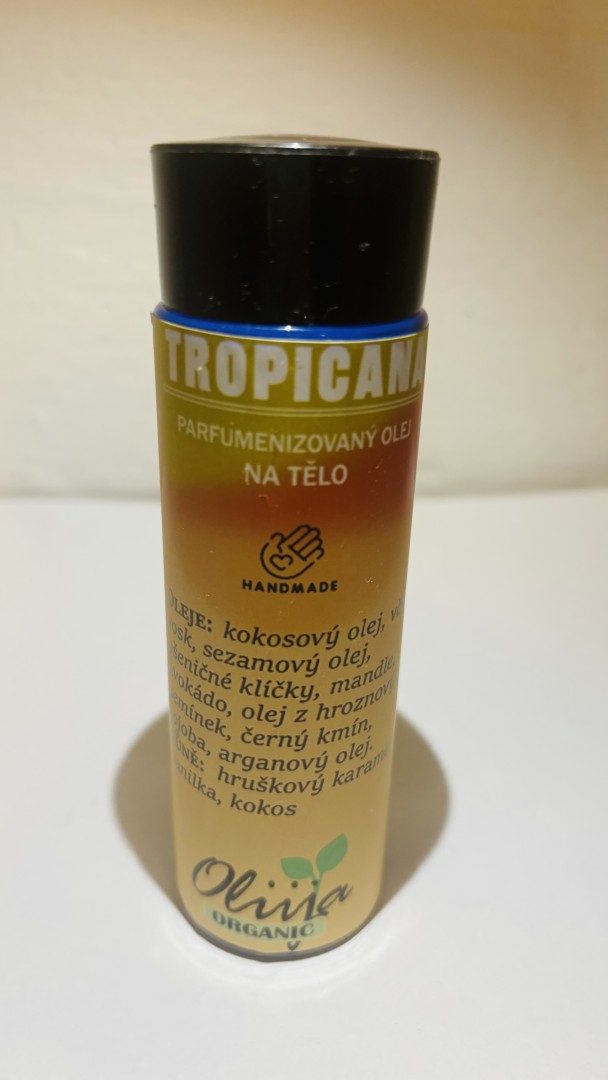 TROPICANA
PARFUMENIZOVANÝ OLEJ
NA TĚLO
HANDMADE
OLEJE: kokosový olej,
sezamový olej,
klíčky, mandle,
olej z
černý kmín,
arganový olej.
hruškový
kokos
Olivia
ORGANIC